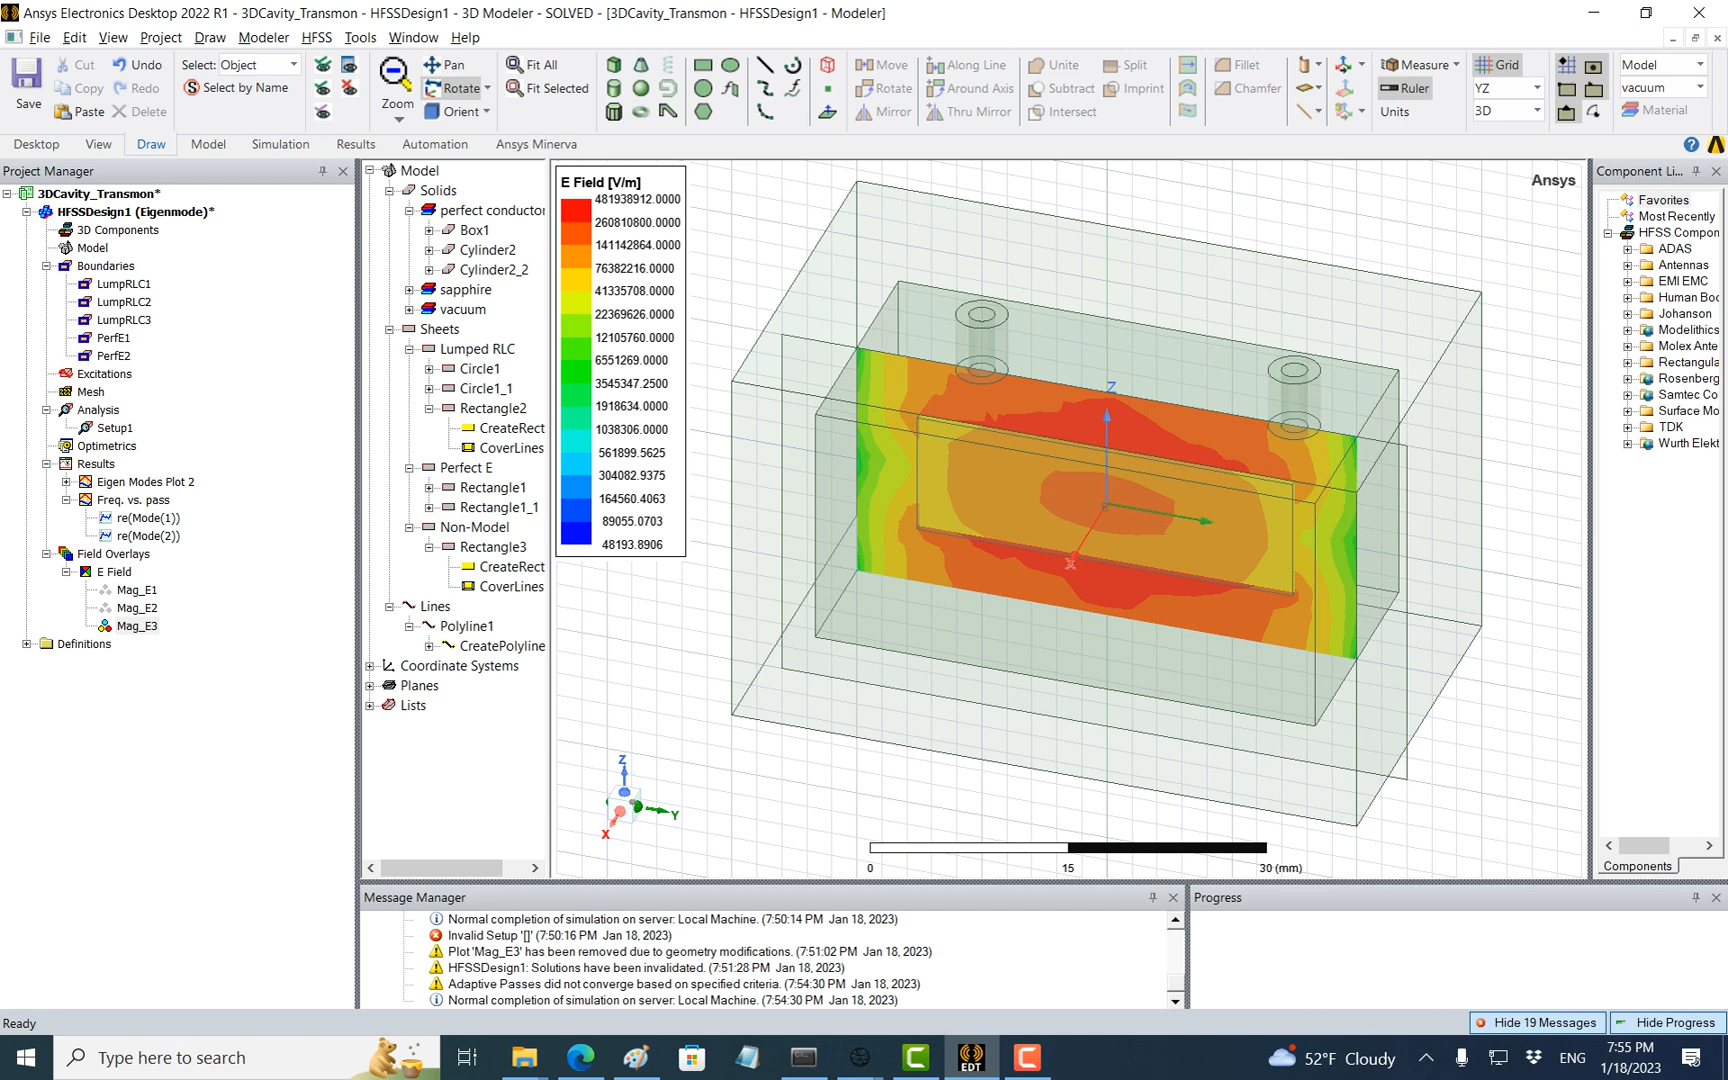 Ansys Electronics Desktop 2022 R1 - 3DCavity_Transmon - HFSSDesign1 - 3D Modeler - SOLVED - [3DCavity_Transmon - HFSSDesign1 - Modeler]
File Edit View Project Draw Modeler HFSS Tools Window Help
Save
Cut
Copy
Paste
Undo
Redo
Delete
Select: Object
Select by Name
Zoom
Pan
Rotate
Orient
Fit All
Fit Selected
Move
Rotate
Mirror
Along Line
Around Axis
Thru Mirror
Unite
Subtract
Intersect
Split
Imprint
Fillet
Chamfer
Measure
Ruler
Units
Grid
YZ
3D
Model
vacuum
Material
Desktop View Draw Model Simulation Results Automation Ansys Minerva
Project Manager
3DCavity_Transmon*
HFSSDesign1 (Eigenmode)*
3D Components
Model
Boundaries
LumpRLC1
LumpRLC2
LumpRLC3
PerfE1
PerfE2
Excitations
Mesh
Analysis
Setup1
Optimetrics
Results
Eigen Modes Plot 2
Freq. vs. pass
re(Mode(1))
re(Mode(2))
Field Overlays
E Field
Mag_E1
Mag_E2
Mag_E3
Definitions
Model
Solids
perfect conductor
Box1
Cylinder2
Cylinder2_2
sapphire
vacuum
Sheets
Lumped RLC
Circle1
Circle1_1
Rectangle2
CreateRect
CoverLines
Perfect E
Rectangle1
Rectangle1_1
Non-Model
Rectangle3
CreateRect
CoverLines
Lines
Polyline1
CreatePolyline
Coordinate Systems
Planes
Lists
E Field [V/m]
481938912.0000
260810800.0000
141142864.0000
76382216.0000
41335708.0000
22369626.0000
12105760.0000
6551269.0000
3545347.2500
1918634.0000
1038306.0000
561899.5625
304082.9375
164560.4063
89055.0703
48193.8906
Ansys
Z
X
Z
Y
X
0 15 30 (mm)
Component Li...
Favorites
Most Recently
HFSS Compon
ADAS
Antennas
EMI EMC
Human Boc
Johanson
Modelithics
Molex Ante
Rectangula
Rosenberg
Samtec Co
Surface Mo
TDK
Wurth Elekt
Components
Message Manager
Normal completion of simulation on server: Local Machine. (7:50:14 PM Jan 18, 2023)
Invalid Setup '[]' (7:50:16 PM Jan 18, 2023)
Plot 'Mag_E3' has been removed due to geometry modifications. (7:51:02 PM Jan 18, 2023)
HFSSDesign1: Solutions have been invalidated. (7:51:28 PM Jan 18, 2023)
Adaptive Passes did not converge based on specified criteria. (7:54:30 PM Jan 18, 2023)
Normal completion of simulation on server: Local Machine. (7:54:30 PM Jan 18, 2023)
Progress
Ready
Hide 19 Messages
Hide Progress
Type here to search
EDT
52°F Cloudy
ENG
7:55 PM
1/18/2023